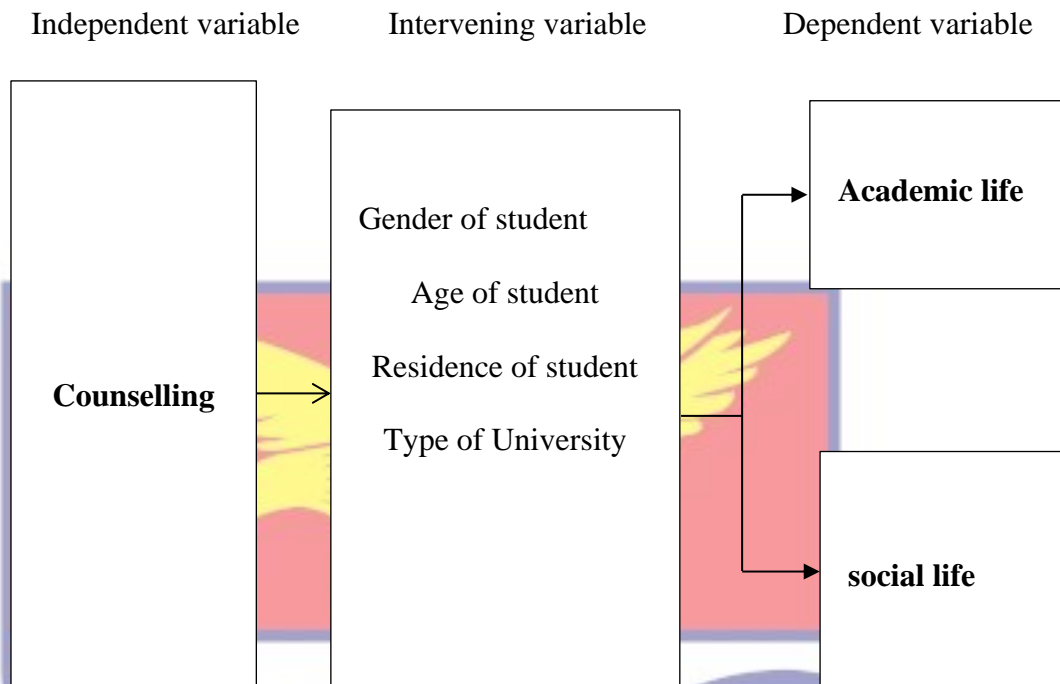 Independent variable
Intervening variable
Dependent variable
Counselling
Gender of student
Age of student
Residence of student
Type of University
Academic life
social life